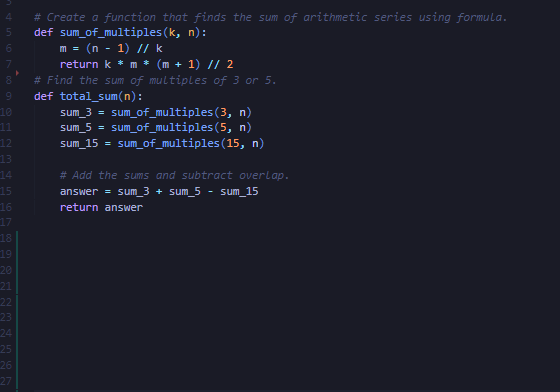 3
4 # Create a function that finds the sum of arithmetic series using formula.
5 def sum_of_multiples(k, n):
6 m = (n - 1) // k
7 return k * m * (m + 1) // 2
8 # Find the sum of multiples of 3 or 5.
9 def total_sum(n):
10 sum_3 = sum_of_multiples(3, n)
11 sum_5 = sum_of_multiples(5, n)
12 sum_15 = sum_of_multiples(15, n)
13
14 # Add the sums and subtract overlap.
15 answer = sum_3 + sum_5 - sum_15
16 return answer
17
18
19
20
21
22
23
24
25
26
27